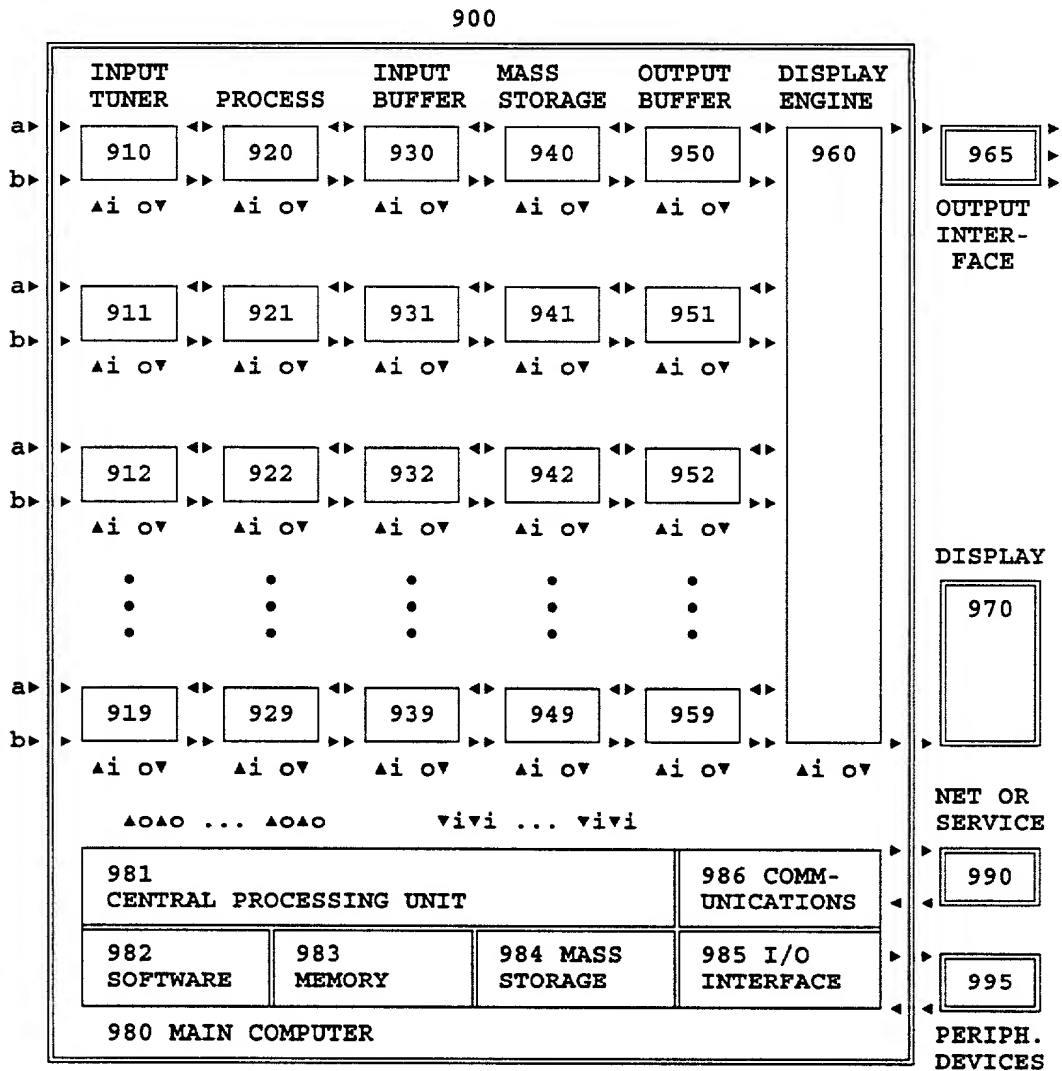 900
INPUT INPUT MASS OUTPUT DISPLAY
TUNER PROCESS BUFFER STORAGE BUFFER ENGINE
a▶ ▶ ◀▶ ◀▶ ◀▶ ◀▶ ◀▶ ▶ ▶ ▶
910 920 930 940 950 960 965 ▶
b▶ ▶ ▶▶ ▶▶ ▶▶ ▶▶ ▶▶ ▶
▲i o▼ ▲i o▼ ▲i o▼ ▲i o▼ ▲i o▼ OUTPUT
INTER-
FACE
a▶ ▶ ◀▶ ◀▶ ◀▶ ◀▶ ◀▶
911 921 931 941 951
b▶ ▶ ▶▶ ▶▶ ▶▶ ▶▶ ▶▶
▲i o▼ ▲i o▼ ▲i o▼ ▲i o▼ ▲i o▼
a▶ ▶ ◀▶ ◀▶ ◀▶ ◀▶ ◀▶
912 922 932 942 952
b▶ ▶ ▶▶ ▶▶ ▶▶ ▶▶ ▶▶
▲i o▼ ▲i o▼ ▲i o▼ ▲i o▼ ▲i o▼
DISPLAY
970
a▶ ▶ ◀▶ ◀▶ ◀▶ ◀▶ ◀▶
919 929 939 949 959
b▶ ▶ ▶▶ ▶▶ ▶▶ ▶▶ ▶▶ ▶ ▶
▲i o▼ ▲i o▼ ▲i o▼ ▲i o▼ ▲i o▼ ▲i o▼
NET OR
SERVICE
▲o▲o ... ▲o▲o ▼i▼i ... ▼i▼i
981 986 COMM- 990
CENTRAL PROCESSING UNIT UNICATIONS
982 983 984 MASS 985 I/O
SOFTWARE MEMORY STORAGE INTERFACE 995
980 MAIN COMPUTER PERIPH.
DEVICES